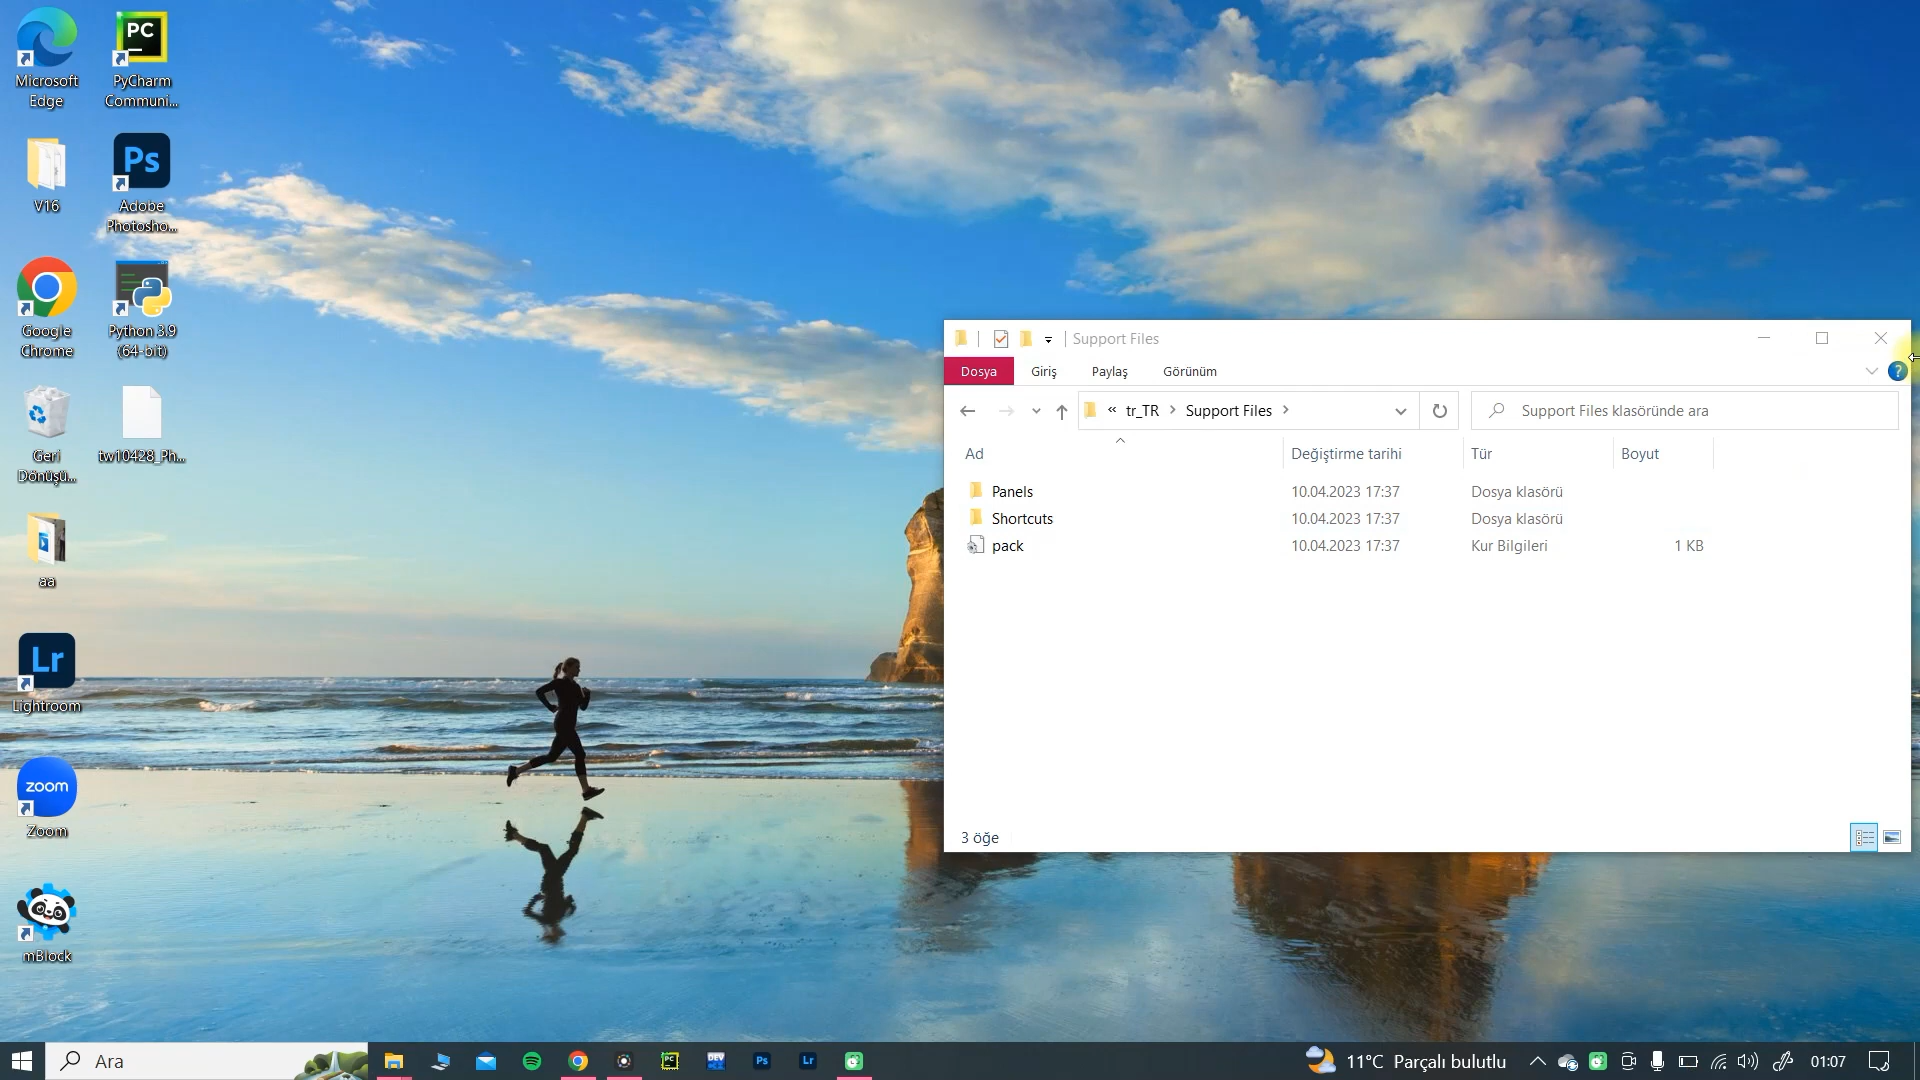 Microsoft
Edge
PC
PyCharm
Communi...
V16
Ps
Adobe
Photosho...
Google
Chrome
Python 3.9
(64-bit)
Geri
Dönüşü...
tw10428_Ph...
aa
Lr
Lightroom
zoom
Zoom
mBlock
Support Files
Dosya
Giriş
Paylaş
Görünüm
?
« tr_TR > Support Files >
Support Files klasöründe ara
Ad
Değiştirme tarihi
Tür
Boyut
Panels
10.04.2023 17:37
Dosya klasörü
Shortcuts
10.04.2023 17:37
Dosya klasörü
pack
10.04.2023 17:37
Kur Bilgileri
1 KB
3 öğe
Ara
PC
DEV
Ps
Lr
11°C Parçalı bulutlu
01:07